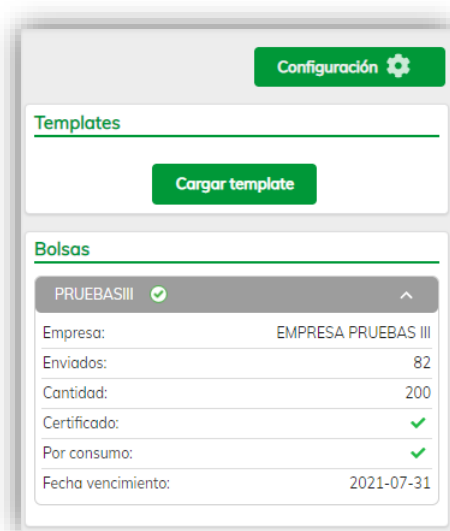 Configuración
Templates
Cargar template
Bolsas
PRUEBASIII
Empresa: EMPRESA PRUEBAS III
Enviados: 82
Cantidad: 200
Certificado:
Por consumo:
Fecha vencimiento: 2021-07-31